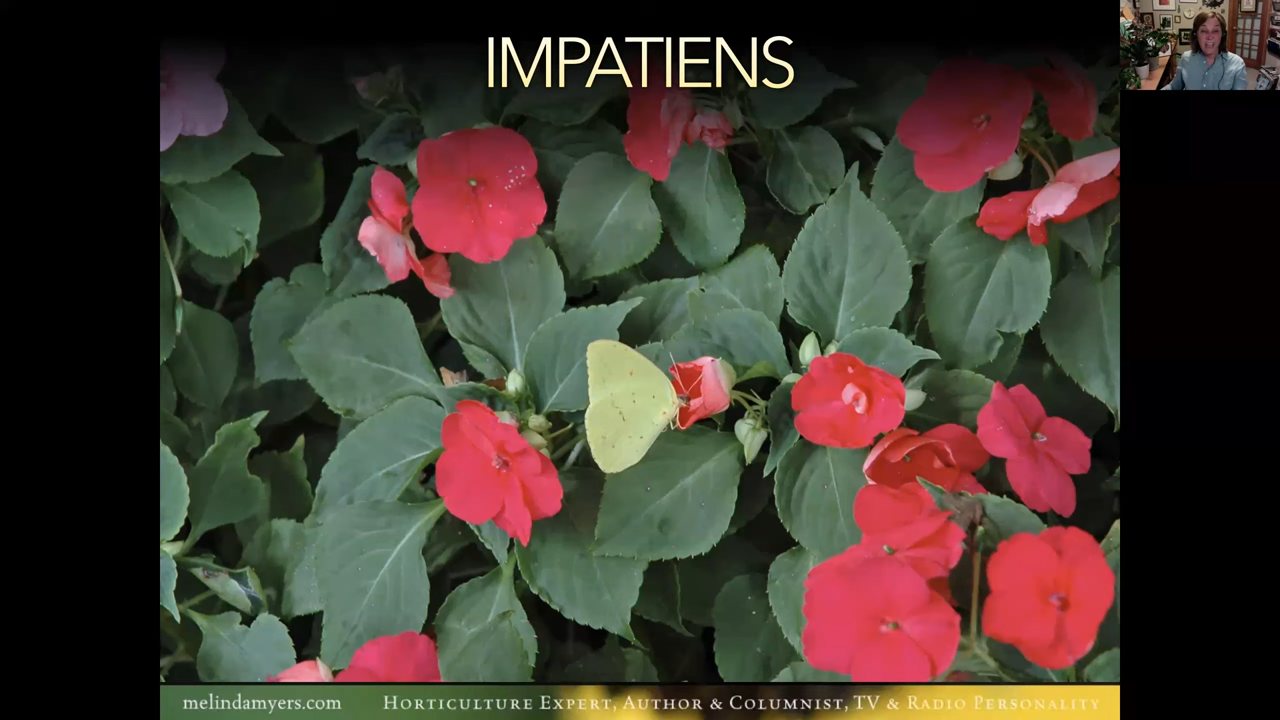 IMPATIENS
melindamyers.com HORTICULTURE EXPERT, AUTHOR & COLUMNIST, TV & RADIO PERSONALITY